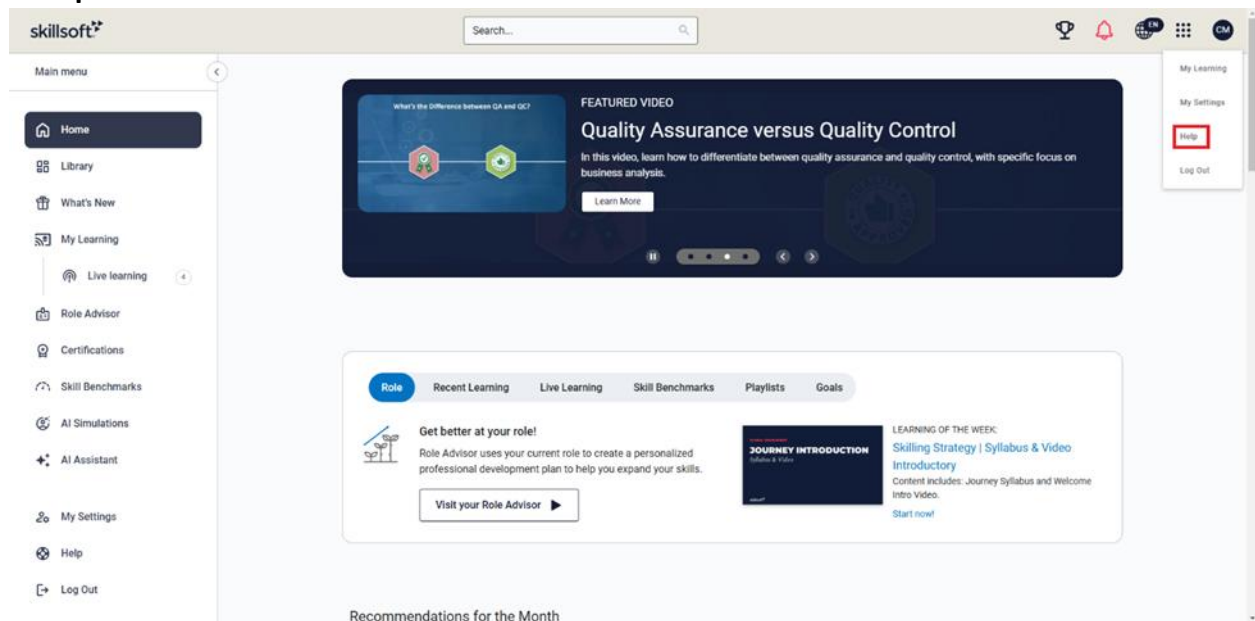 skillsoft
Search...
EN
CM
Main menu
Home
Library
What's New
My Learning
Live learning
4
Role Advisor
Certifications
Skill Benchmarks
AI Simulations
AI Assistant
My Settings
Help
Log Out
My Learning
My Settings
Help
Log Out
What's the Difference between QA and QC?
FEATURED VIDEO
Quality Assurance versus Quality Control
In this video, learn how to differentiate between quality assurance and quality control, with specific focus on
business analysis.
Learn More
Role Recent Learning Live Learning Skill Benchmarks Playlists Goals
Get better at your role!
Role Advisor uses your current role to create a personalized
professional development plan to help you expand your skills.
Visit your Role Advisor
JOURNEY INTRODUCTION
Syllabus & Video
skillsoft
LEARNING OF THE WEEK:
Skilling Strategy | Syllabus & Video
Introductory
Content includes: Journey Syllabus and Welcome
Intro Video.
Start now!
Recommendations for the Month